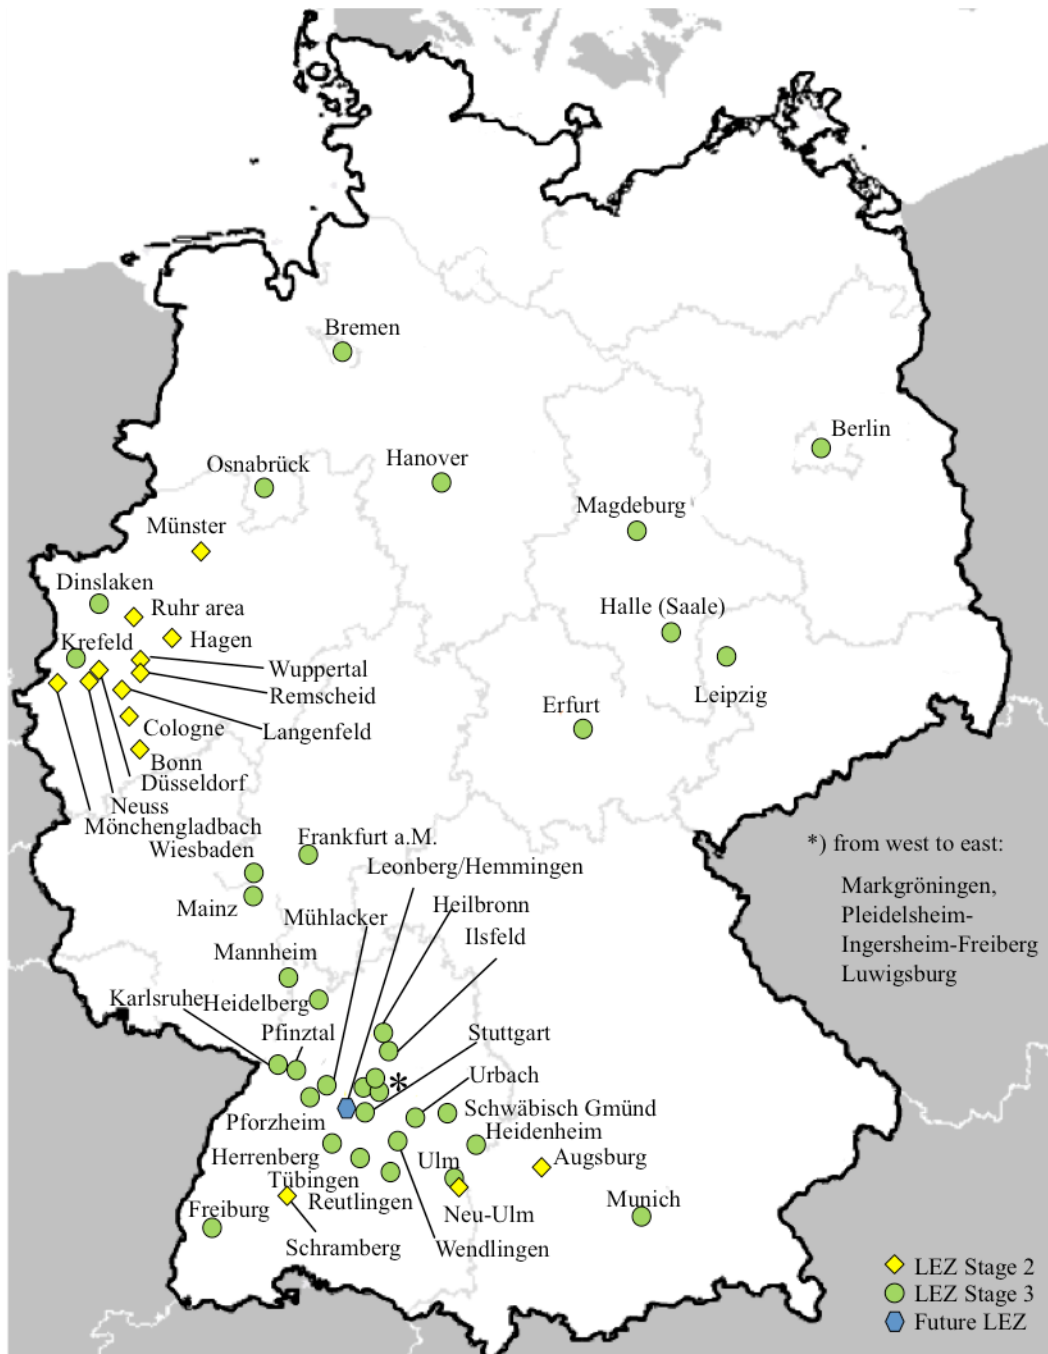 Bremen
Berlin
Hanover
Osnabrück
Magdeburg
Münster
Dinslaken
Ruhr area
Halle (Saale)
Hagen
Krefeld
Wuppertal
Remscheid
Leipzig
Erfurt
Cologne
Langenfeld
Bonn
Düsseldorf
Neuss
Mönchengladbach
Frankfurt a.M.
Wiesbaden
Leonberg/Hemmingen
Mainz
Mühlacker
Heilbronn
Ilsfeld
*) from west to east:
Markgröningen,
Pleidelsheim-
Ingersheim-Freiberg
Luwigsburg
Mannheim
Karlsruhe
Heidelberg
Pfinztal
Stuttgart
*
Urbach
Pforzheim
Schwäbisch Gmünd
Heidenheim
Herrenberg
Ulm
Augsburg
Tübingen
Reutlingen
Munich
Freiburg
Neu-Ulm
Schramberg
Wendlingen
LEZ Stage 2
LEZ Stage 3
Future LEZ